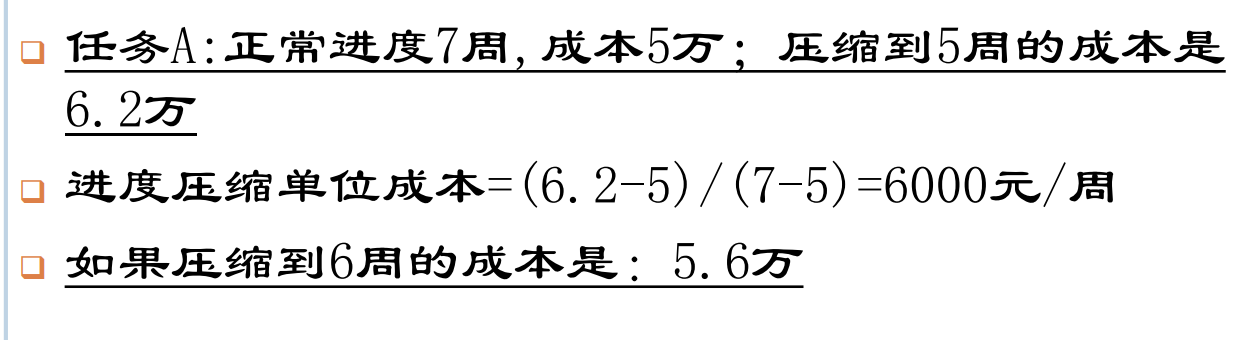 任务A:正常进度7周,成本5万；压缩到5周的成本是
6.2万
进度压缩单位成本=(6.2-5)/(7-5)=6000元/周
如果压缩到6周的成本是: 5.6万